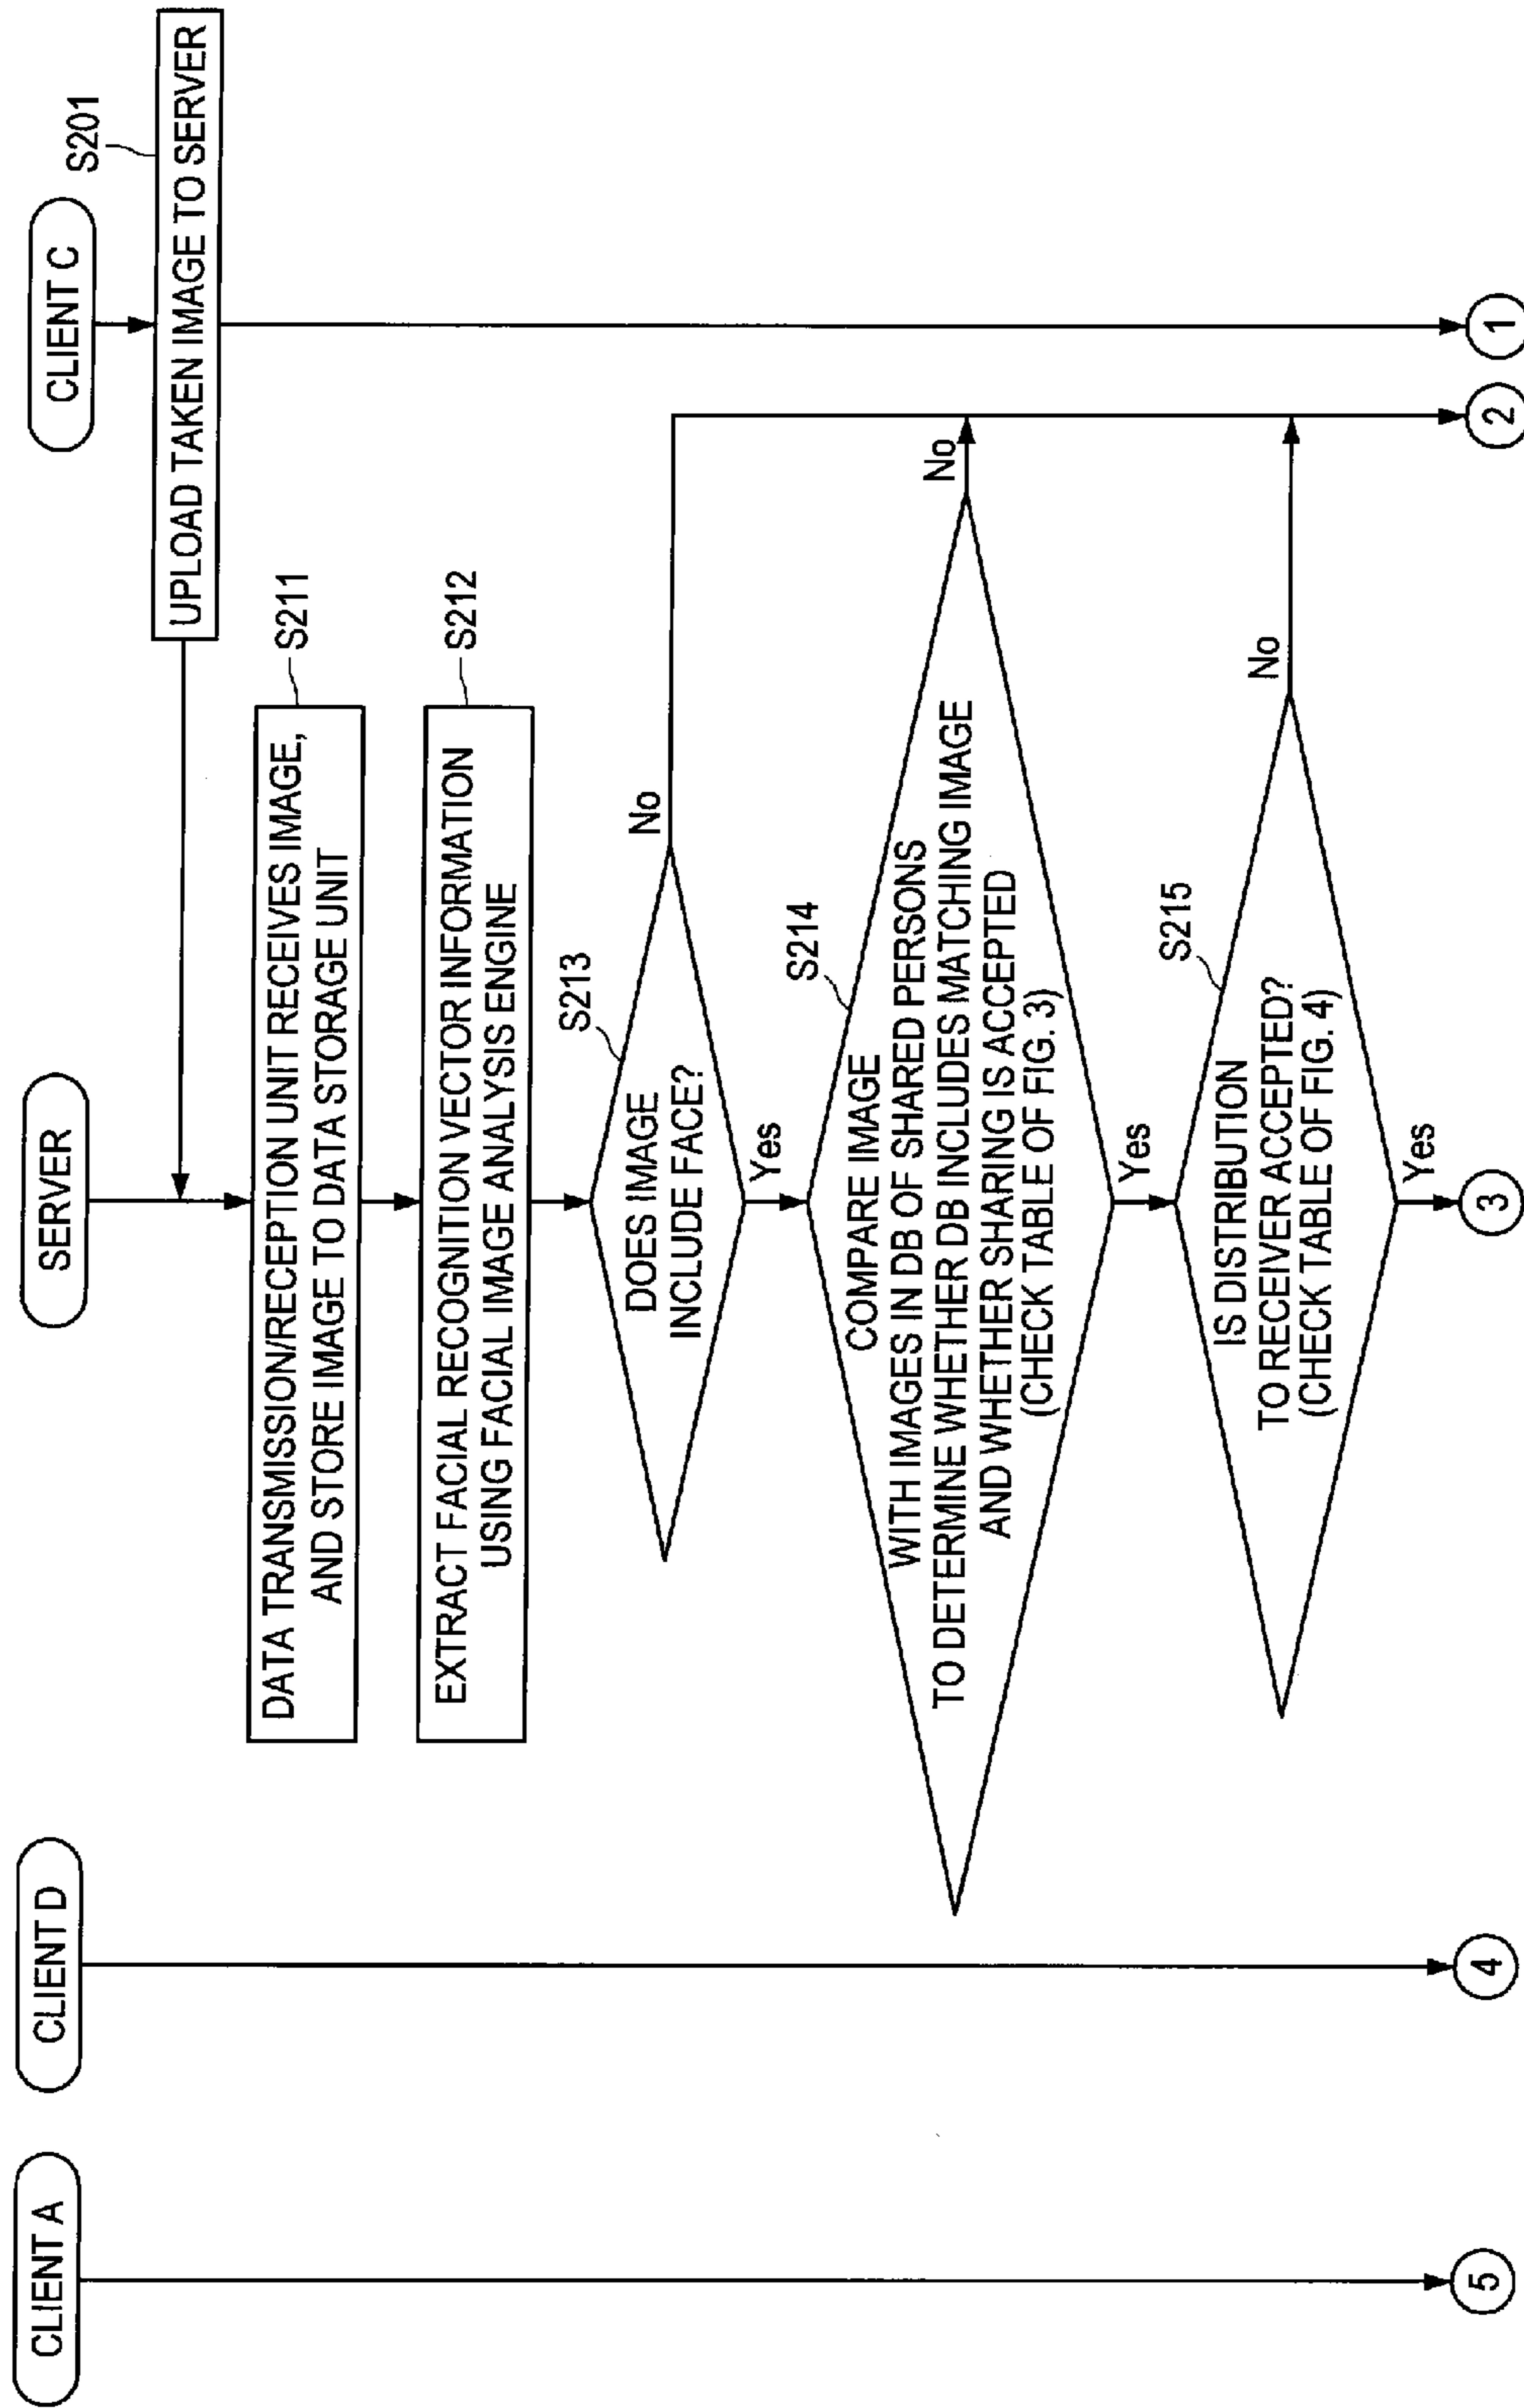 CLIENT A
CLIENT D
SERVER
CLIENT C
S201
UPLOAD TAKEN IMAGE TO SERVER
S211
DATA TRANSMISSION/RECEPTION UNIT RECEIVES IMAGE,
AND STORE IMAGE TO DATA STORAGE UNIT
S212
EXTRACT FACIAL RECOGNITION VECTOR INFORMATION
USING FACIAL IMAGE ANALYSIS ENGINE
S213
DOES IMAGE
INCLUDE FACE?
No
Yes
S214
COMPARE IMAGE
WITH IMAGES IN DB OF SHARED PERSONS
TO DETERMINE WHETHER DB INCLUDES MATCHING IMAGE
AND WHETHER SHARING IS ACCEPTED
(CHECK TABLE OF FIG. 3)
No
Yes
S215
IS DISTRIBUTION
TO RECEIVER ACCEPTED?
(CHECK TABLE OF FIG. 4)
No
Yes
5
4
3
2
1